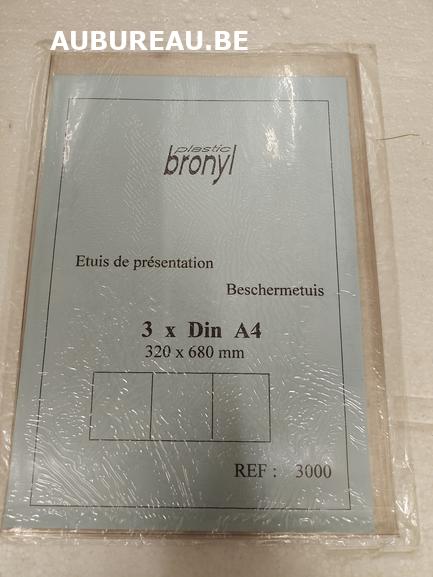 AUBUREAU.BE
plastic
bronyl
Etuis de présentation
Beschermetuis
3 x Din A4
320 x 680 mm
REF : 3000